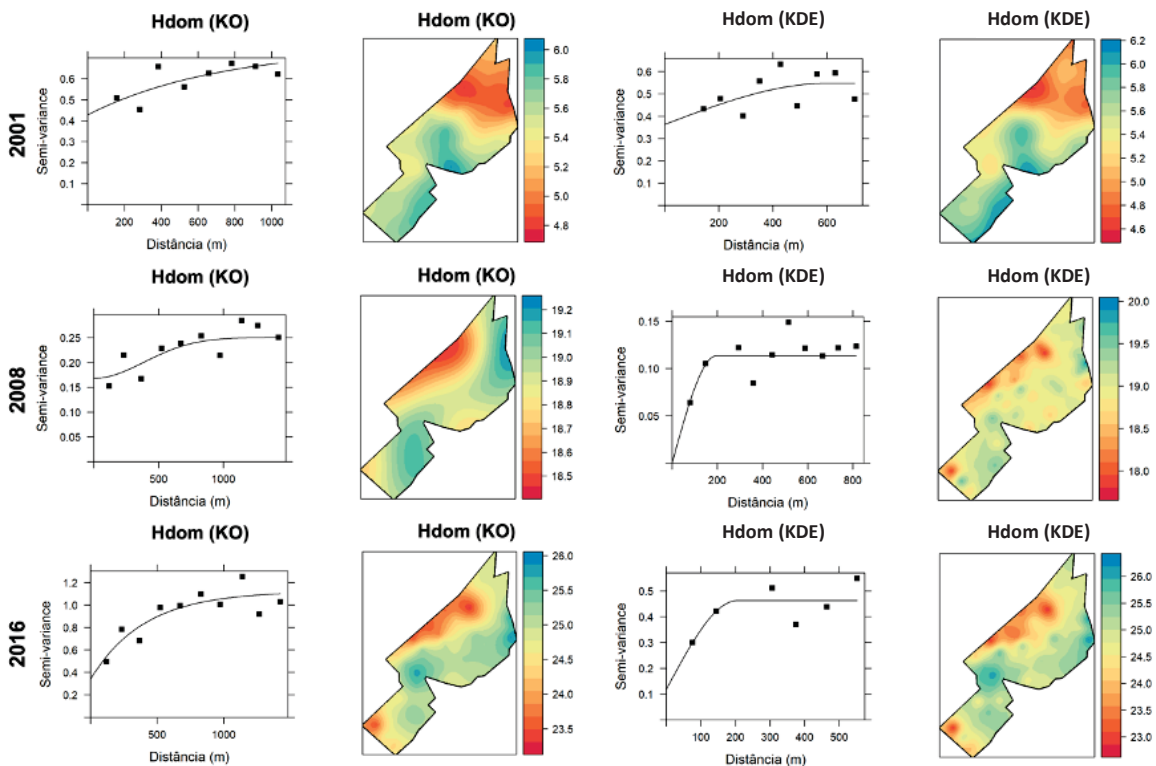 Hdom (KO)
Hdom (KDE)
2001
Semi-variance
0.6
0.5
0.4
0.3
0.2
0.1
200 400 600 800 1000
Distância (m)
6.0
5.8
5.6
5.4
5.2
5.0
4.8
Semi-variance
0.6
0.5
0.4
0.3
0.2
0.1
200 400 600
Distância (m)
6.2
6.0
5.8
5.6
5.4
5.2
5.0
4.8
4.6
Hdom (KO)
Hdom (KO)
Hdom (KDE)
Hdom (KDE)
2008
Semi-variance
0.25
0.20
0.15
0.10
0.05
500 1000
Distância (m)
19.2
19.1
19.0
18.9
18.8
18.7
18.6
18.5
Semi-variance
0.15
0.10
0.05
200 400 600 800
Distância (m)
20.0
19.5
19.0
18.5
18.0
Hdom (KO)
Hdom (KO)
Hdom (KDE)
Hdom (KDE)
2016
Semi-variance
1.2
1.0
0.8
0.6
0.4
0.2
500 1000
Distância (m)
26.0
25.5
25.0
24.5
24.0
23.5
Semi-variance
0.5
0.4
0.3
0.2
0.1
100 200 300 400 500
Distância (m)
26.0
25.5
25.0
24.5
24.0
23.5
23.0
Hdom (KO)
Hdom (KDE)